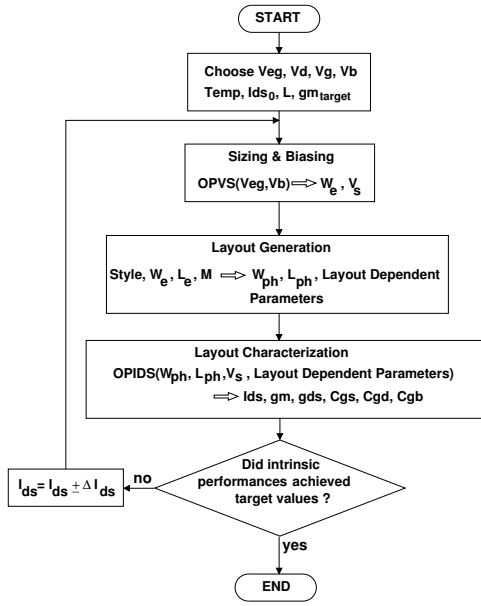 START
Choose Veg, Vd, Vg, Vb
Temp, Ids0, L, gmtarget
Sizing & Biasing
OPVS(Veg,Vb) ⟹ We , Vs
Layout Generation
Style, We, Le, M ⟹ Wph, Lph, Layout Dependent
Parameters
Layout Characterization
OPIDS(Wph, Lph,Vs , Layout Dependent Parameters)
⟹ Ids, gm, gds, Cgs, Cgd, Cgb
Did intrinsic
performances achieved
target values ?
no
Ids= Ids ± Δ Ids
yes
END